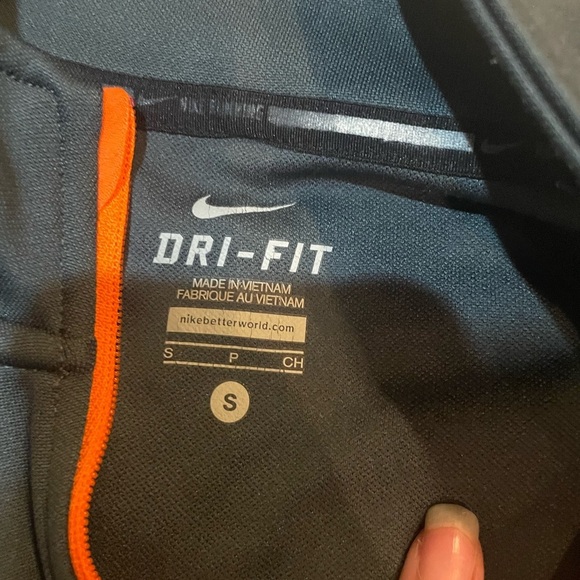 NIKE RUNNING
DRI-FIT
MADE IN VIETNAM
FABRIQUE AU VIETNAM
nikebetterworld.com
S P CH
S